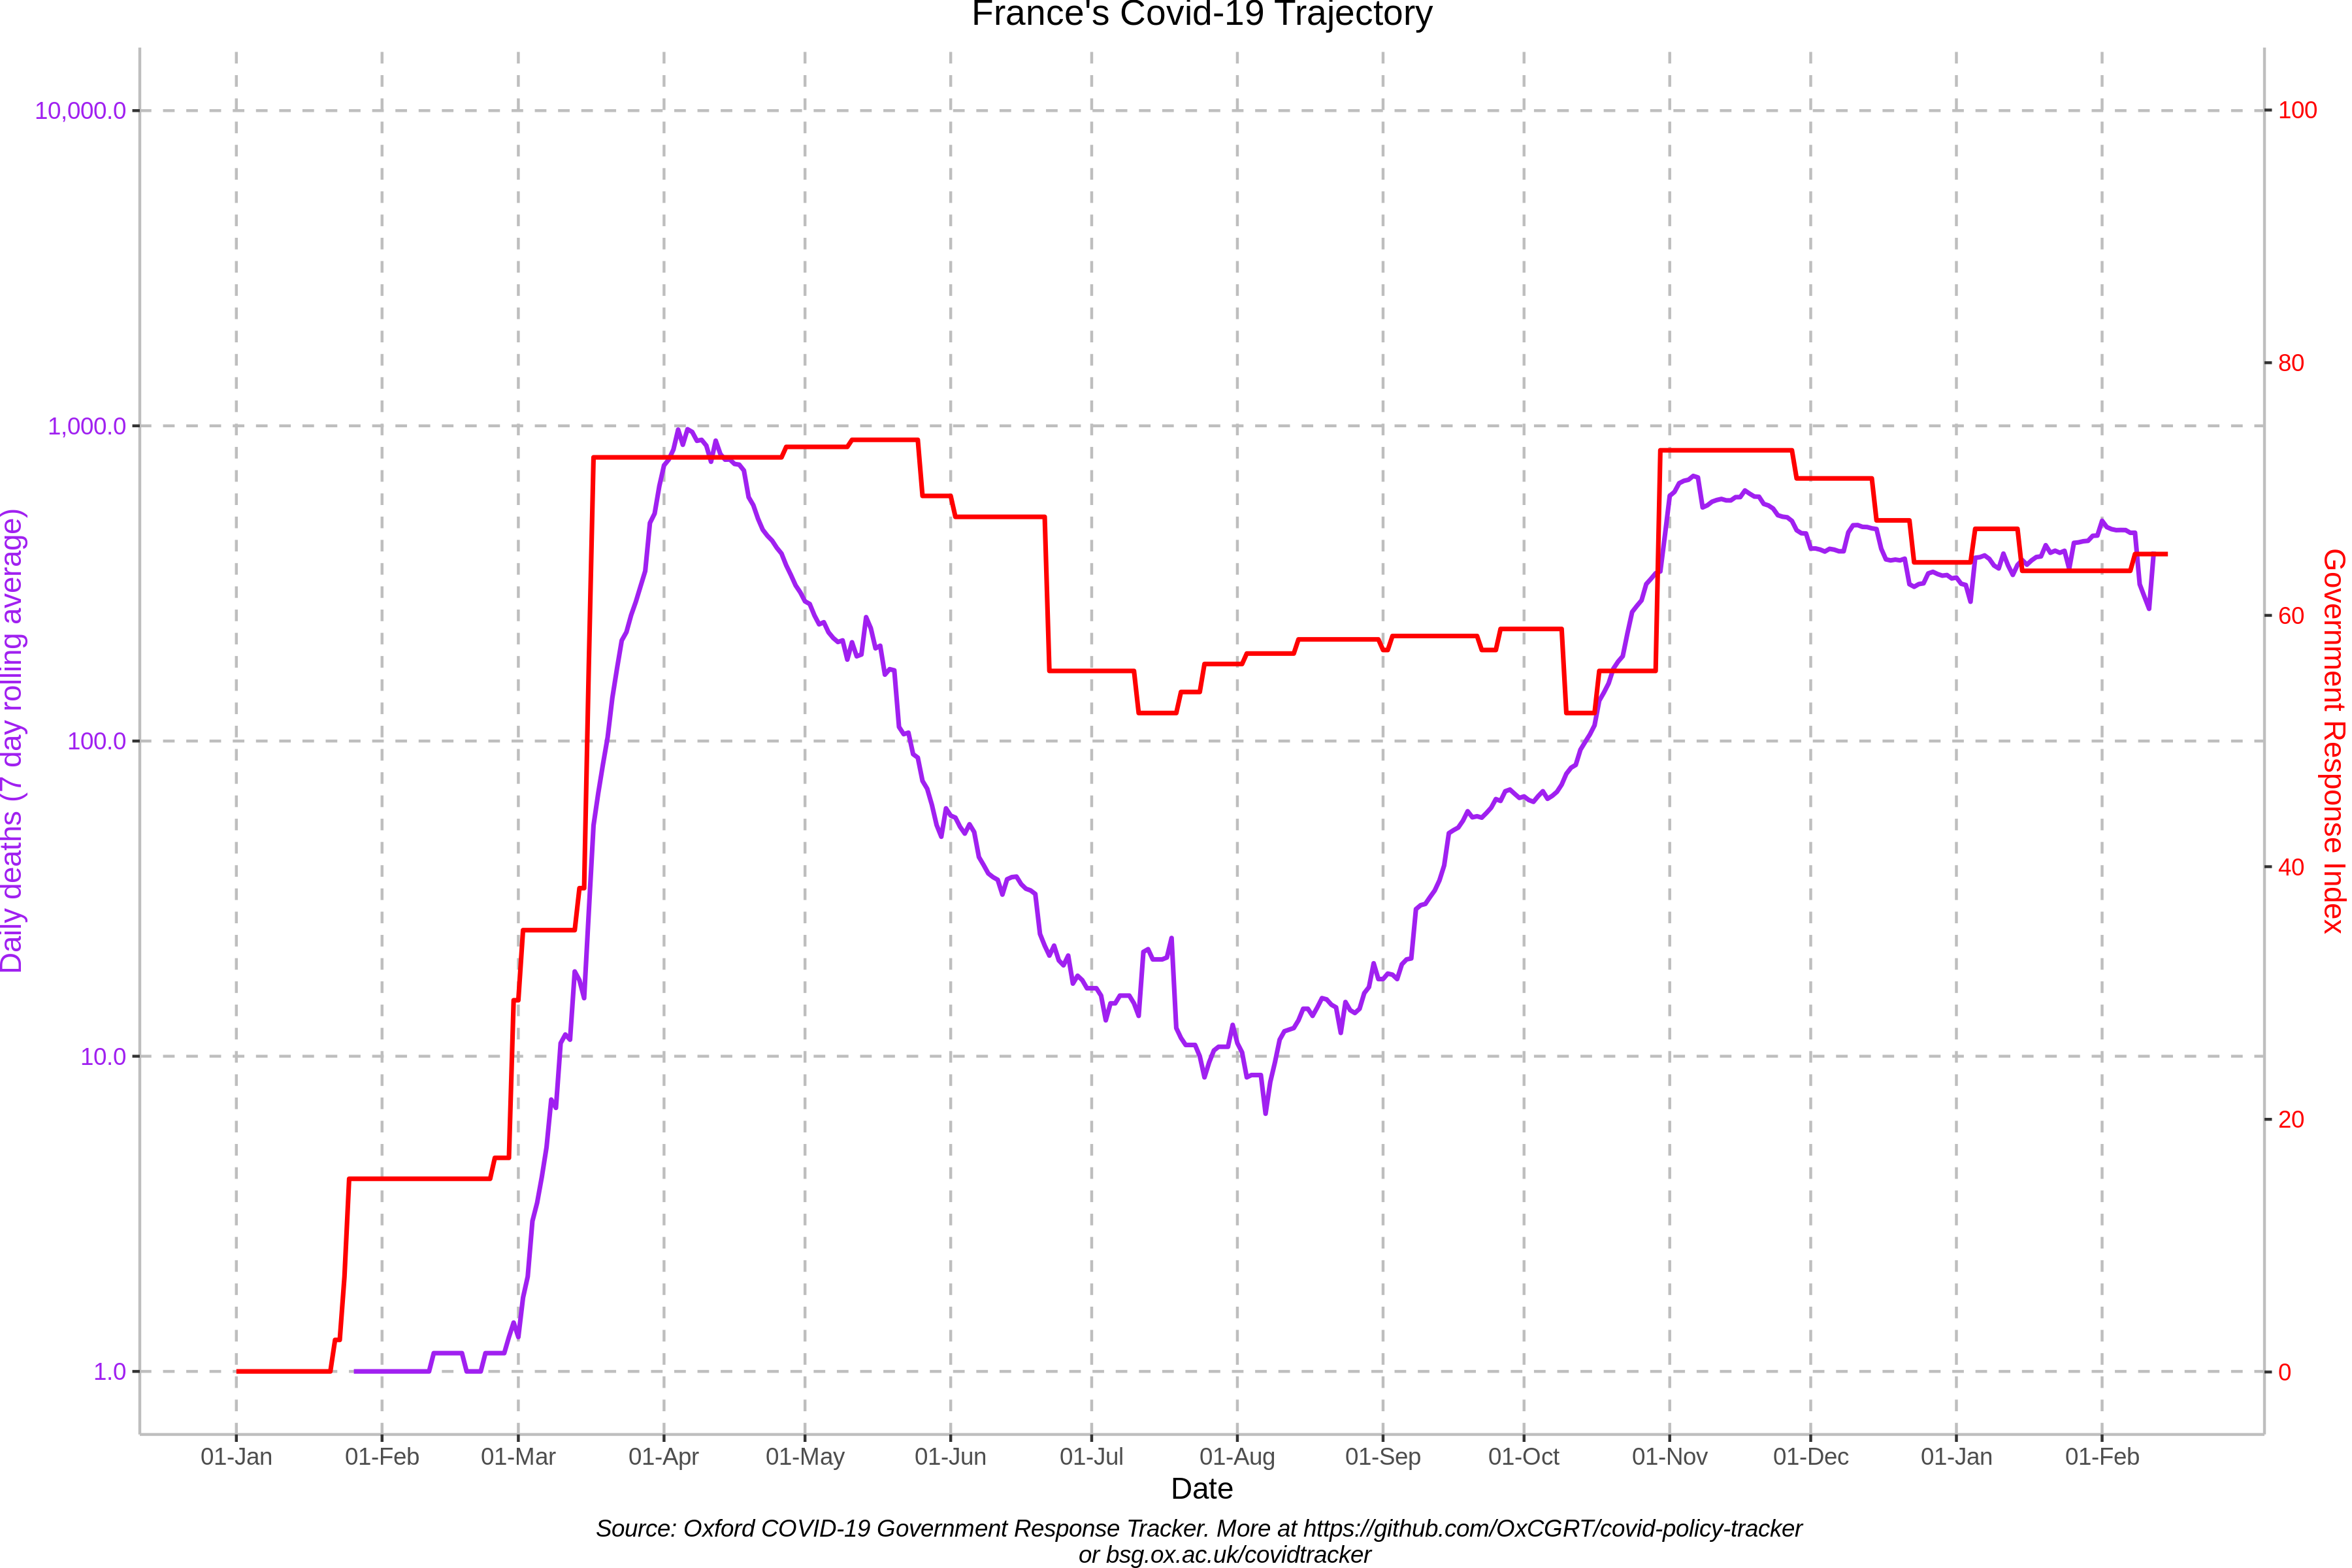 France's Covid-19 Trajectory
10,000.0
1,000.0
100.0
10.0
1.0
Daily deaths (7 day rolling average)
100
80
60
40
20
0
Government Response Index
01-Jan 01-Feb 01-Mar 01-Apr 01-May 01-Jun 01-Jul 01-Aug 01-Sep 01-Oct 01-Nov 01-Dec 01-Jan 01-Feb
Date
Source: Oxford COVID-19 Government Response Tracker. More at https://github.com/OxCGRT/covid-policy-tracker
or bsg.ox.ac.uk/covidtracker